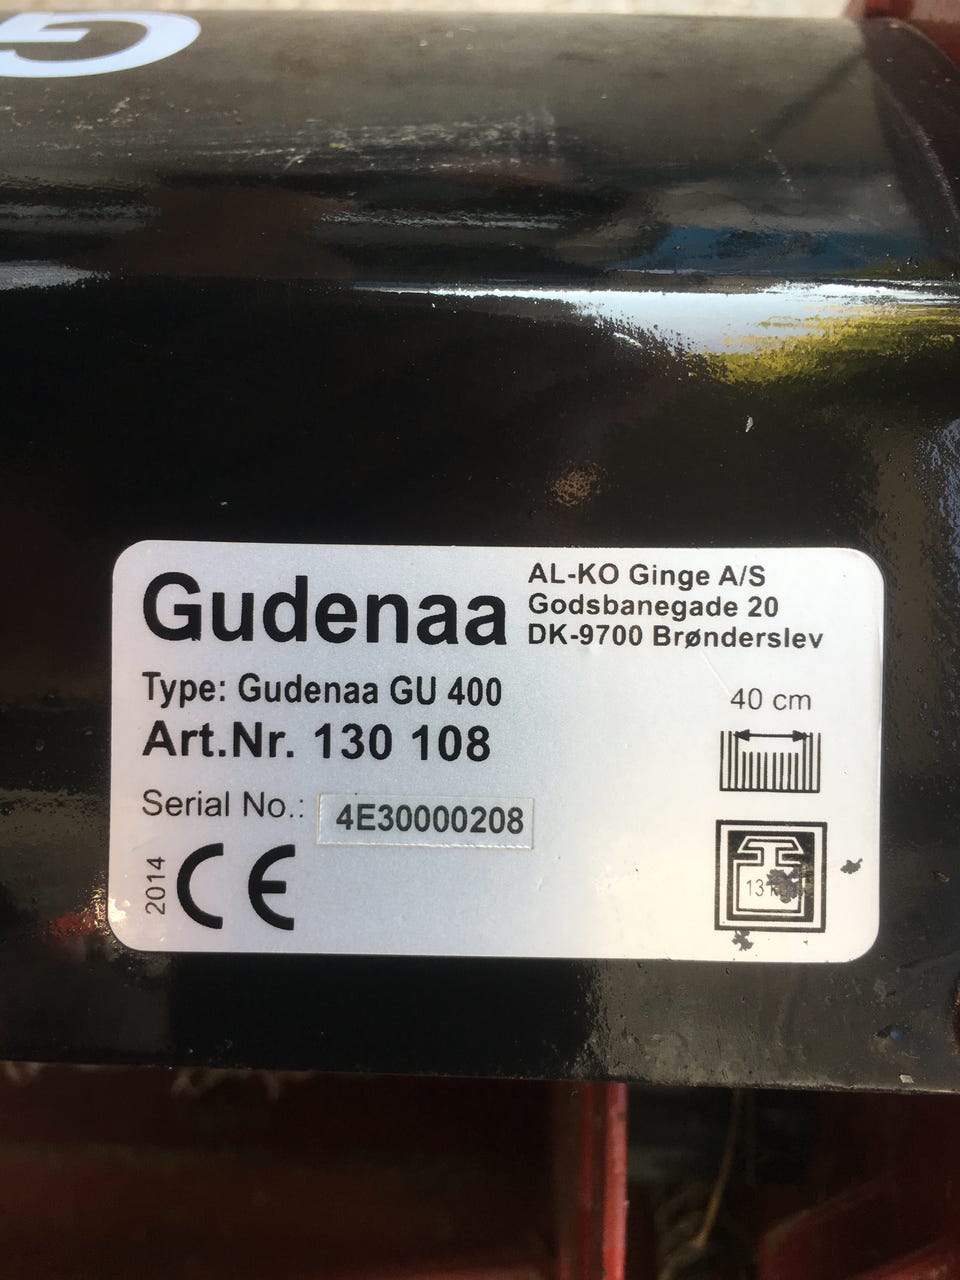 G
Gudenaa
AL-KO Ginge A/S
Godsbanegade 20
DK-9700 Brønderslev
Type: Gudenaa GU 400
Art.Nr. 130 108
40 cm
Serial No.: 4E30000208
2014 CE
13